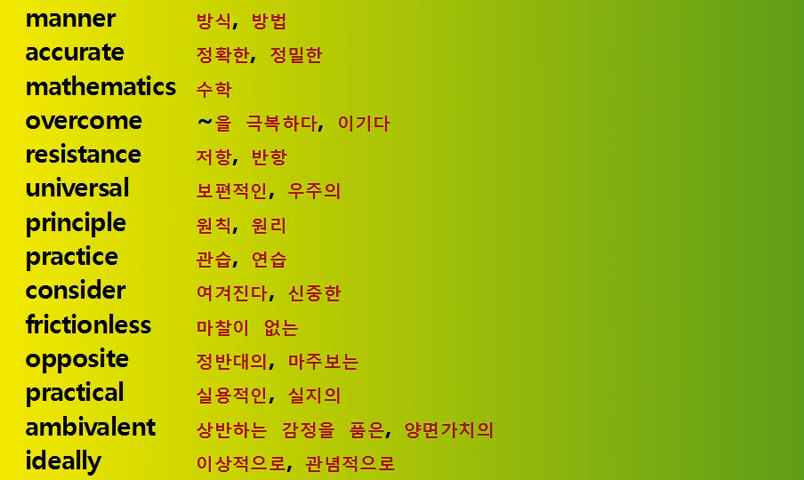 manner 방식, 방법
accurate 정확한, 정밀한
mathematics 수학
overcome ~을 극복하다, 이기다
resistance 저항, 반항
universal 보편적인, 우주의
principle 원칙, 원리
practice 관습, 연습
consider 여겨진다, 신중한
frictionless 마찰이 없는
opposite 정반대의, 마주보는
practical 실용적인, 실지의
ambivalent 상반하는 감정을 품은, 양면가치의
ideally 이상적으로, 관념적으로